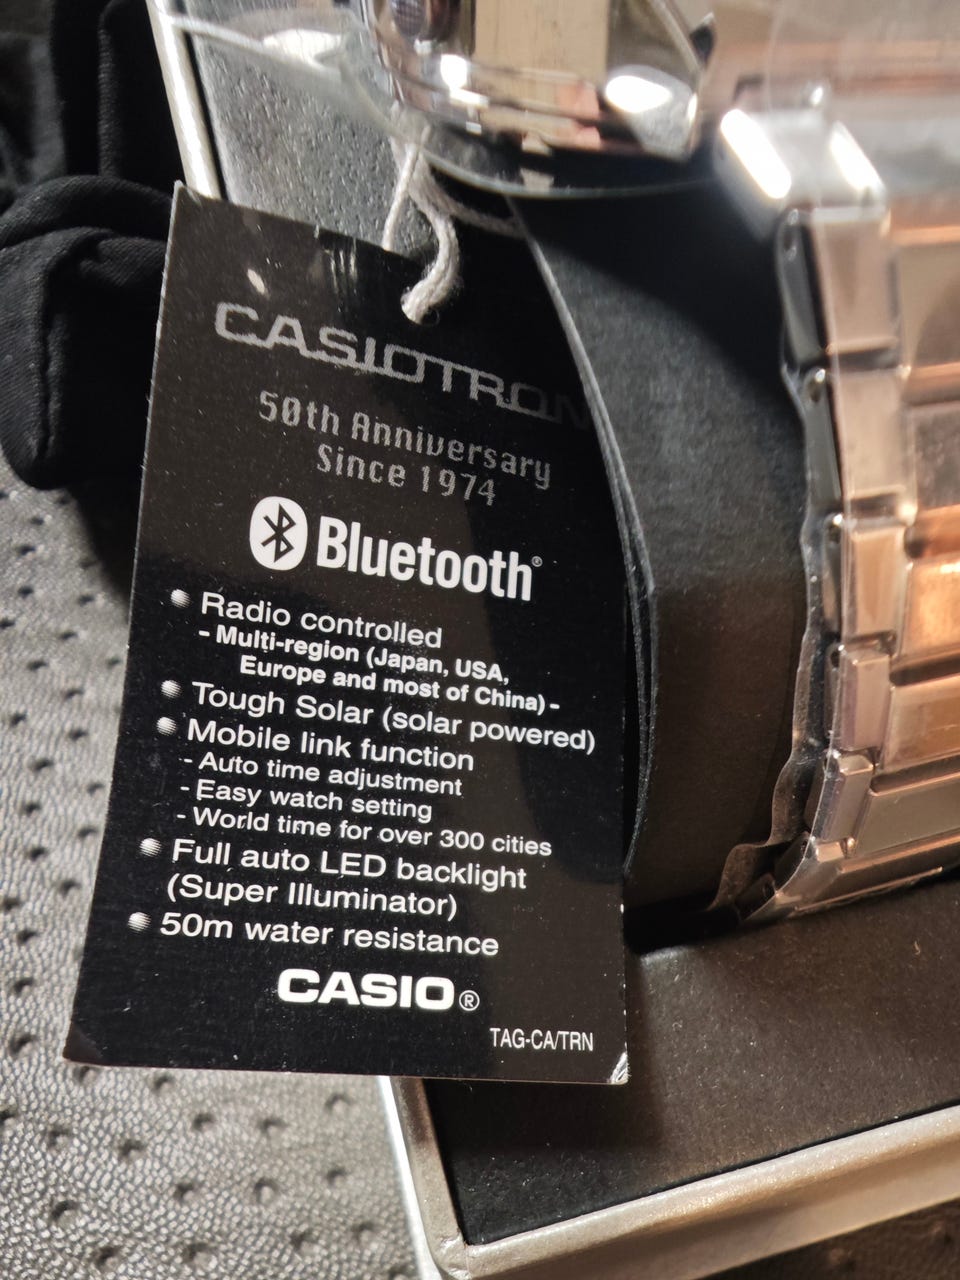 CASIOTRON
50th Anniversary
Since 1974
Bluetooth®
Radio controlled
- Multi-region (Japan, USA,
Europe and most of China) -
Tough Solar (solar powered)
Mobile link function
- Auto time adjustment
- Easy watch setting
- World time for over 300 cities
Full auto LED backlight
(Super Illuminator)
50m water resistance
CASIO®
TAG-CA/TRN